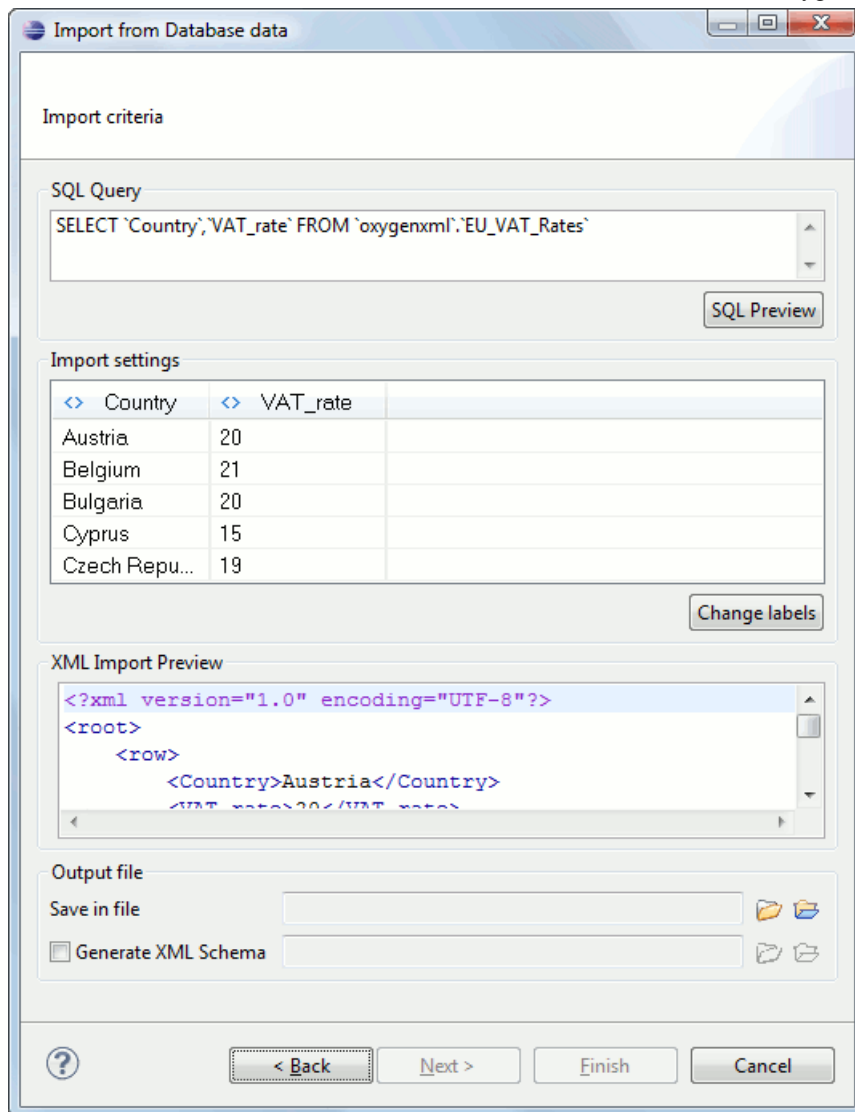 Import from Database data
Import criteria
SQL Query
SELECT `Country`,`VAT_rate` FROM `oxygenxml`.`EU_VAT_Rates`
SQL Preview
Import settings
<> Country <> VAT_rate
Austria 20
Belgium 21
Bulgaria 20
Cyprus 15
Czech Repu... 19
Change labels
XML Import Preview
<?xml version="1.0" encoding="UTF-8"?>
<root>
<row>
<Country>Austria</Country>
<VAT_rate>20</VAT_rate>
Output file
Save in file
Generate XML Schema
?
< Back Next > Finish Cancel